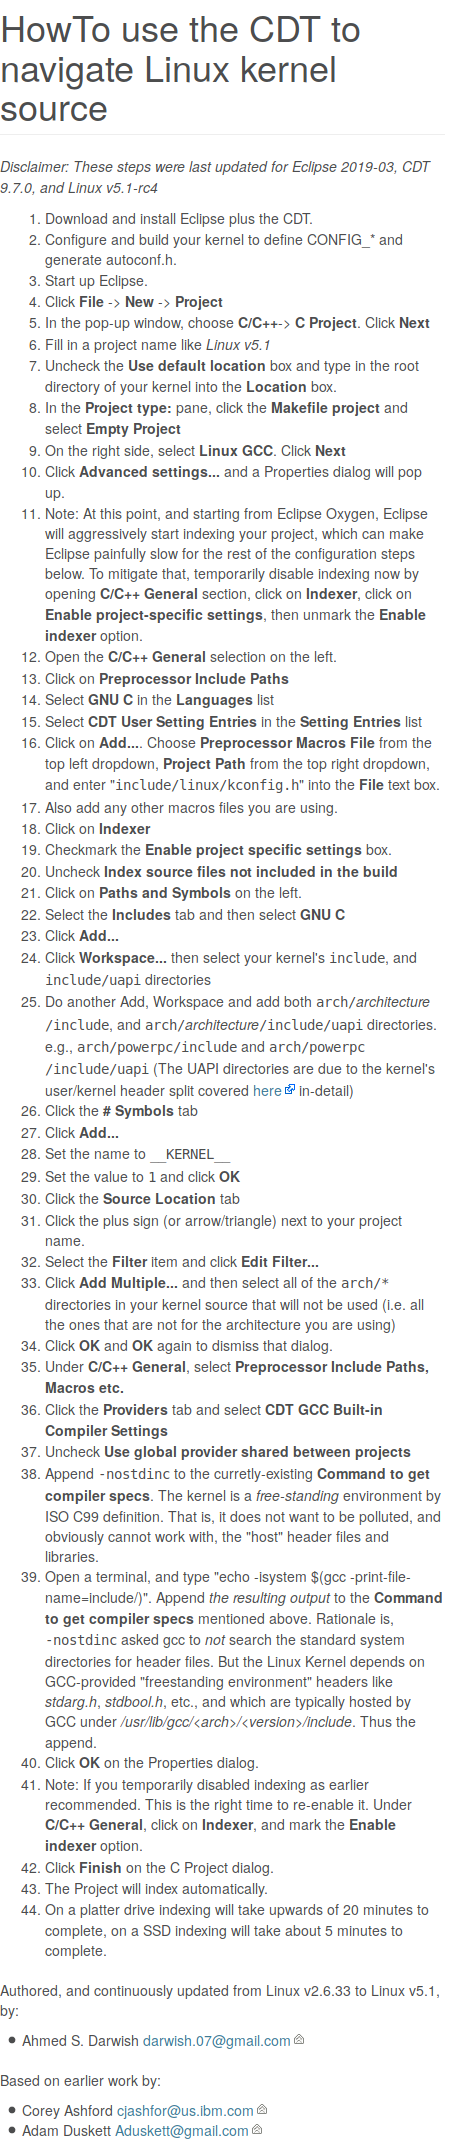 HowTo use the CDT to
navigate Linux kernel
source
Disclaimer: These steps were last updated for Eclipse 2019-03, CDT
9.7.0, and Linux v5.1-rc4
1. Download and install Eclipse plus the CDT.
2. Configure and build your kernel to define CONFIG_* and
generate autoconf.h.
3. Start up Eclipse.
4. Click File -> New -> Project
5. In the pop-up window, choose C/C++-> C Project. Click Next
6. Fill in a project name like Linux v5.1
7. Uncheck the Use default location box and type in the root
directory of your kernel into the Location box.
8. In the Project type: pane, click the Makefile project and
select Empty Project
9. On the right side, select Linux GCC. Click Next
10. Click Advanced settings... and a Properties dialog will pop
up.
11. Note: At this point, and starting from Eclipse Oxygen, Eclipse
will aggressively start indexing your project, which can make
Eclipse painfully slow for the rest of the configuration steps
below. To mitigate that, temporarily disable indexing now by
opening C/C++ General section, click on Indexer, click on
Enable project-specific settings, then unmark the Enable
indexer option.
12. Open the C/C++ General selection on the left.
13. Click on Preprocessor Include Paths
14. Select GNU C in the Languages list
15. Select CDT User Setting Entries in the Setting Entries list
16. Click on Add.... Choose Preprocessor Macros File from the
top left dropdown, Project Path from the top right dropdown,
and enter "include/linux/kconfig.h" into the File text box.
17. Also add any other macros files you are using.
18. Click on Indexer
19. Checkmark the Enable project specific settings box.
20. Uncheck Index source files not included in the build
21. Click on Paths and Symbols on the left.
22. Select the Includes tab and then select GNU C
23. Click Add...
24. Click Workspace... then select your kernel's include, and
include/uapi directories
25. Do another Add, Workspace and add both arch/architecture
/include, and arch/architecture/include/uapi directories.
e.g., arch/powerpc/include and arch/powerpc
/include/uapi (The UAPI directories are due to the kernel's
user/kernel header split covered here in-detail)
26. Click the # Symbols tab
27. Click Add...
28. Set the name to __KERNEL__
29. Set the value to 1 and click OK
30. Click the Source Location tab
31. Click the plus sign (or arrow/triangle) next to your project
name.
32. Select the Filter item and click Edit Filter...
33. Click Add Multiple... and then select all of the arch/*
directories in your kernel source that will not be used (i.e. all
the ones that are not for the architecture you are using)
34. Click OK and OK again to dismiss that dialog.
35. Under C/C++ General, select Preprocessor Include Paths,
Macros etc.
36. Click the Providers tab and select CDT GCC Built-in
Compiler Settings
37. Uncheck Use global provider shared between projects
38. Append -nostdinc to the curretly-existing Command to get
compiler specs. The kernel is a free-standing environment by
ISO C99 definition. That is, it does not want to be polluted, and
obviously cannot work with, the "host" header files and
libraries.
39. Open a terminal, and type "echo -isystem $(gcc -print-file-
name=include/)". Append the resulting output to the Command
to get compiler specs mentioned above. Rationale is,
-nostdinc asked gcc to not search the standard system
directories for header files. But the Linux Kernel depends on
GCC-provided "freestanding environment" headers like
stdarg.h, stdbool.h, etc., and which are typically hosted by
GCC under /usr/lib/gcc/<arch>/<version>/include. Thus the
append.
40. Click OK on the Properties dialog.
41. Note: If you temporarily disabled indexing as earlier
recommended. This is the right time to re-enable it. Under
C/C++ General, click on Indexer, and mark the Enable
indexer option.
42. Click Finish on the C Project dialog.
43. The Project will index automatically.
44. On a platter drive indexing will take upwards of 20 minutes to
complete, on a SSD indexing will take about 5 minutes to
complete.
Authored, and continuously updated from Linux v2.6.33 to Linux v5.1,
by:
• Ahmed S. Darwish darwish.07@gmail.com
Based on earlier work by:
• Corey Ashford cjashfor@us.ibm.com
• Adam Duskett Aduskett@gmail.com